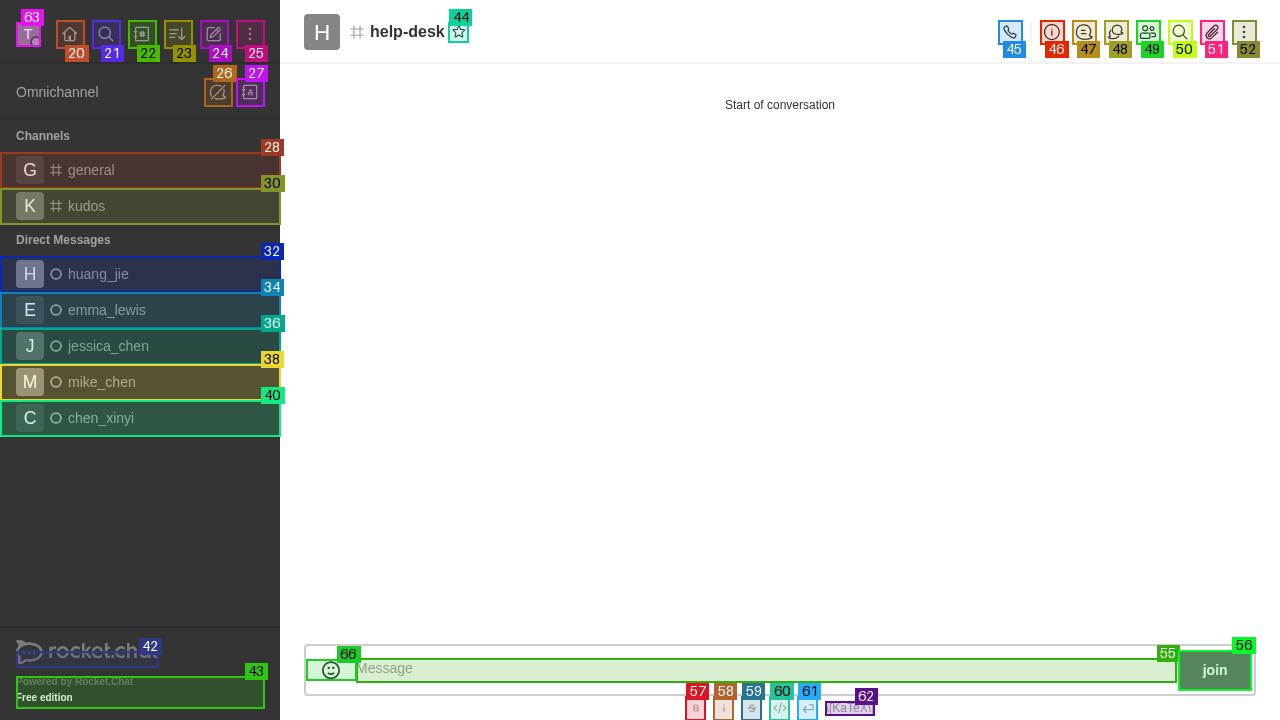 63
T
20
21
22
23
24
25
H
help-desk
44
45
46
47
48
49
50
51
52
Omnichannel
26
27
Start of conversation
Channels
28
G general
30
K kudos
Direct Messages
32
H huang_jie
34
E emma_lewis
36
J jessica_chen
38
M mike_chen
40
C chen_xinyi
42
rocket.chat
43
Powered by Rocket.Chat
Free edition
66
Message
55
56
join
57
58
59
60
61
62
B
i
S
</>
\[KaTeX\]